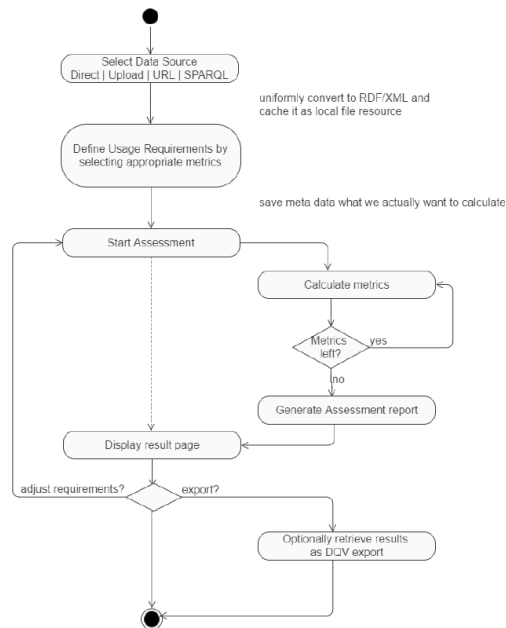 Select Data Source
Direct | Upload | URL | SPARQL
uniformly convert to RDF/XML and
cache it as local file resource
Define Usage Requirements by
selecting appropriate metrics
save meta data what we actually want to calculate
Start Assessment
Calculate metrics
Metrics
left?
yes
no
Generate Assessment report
Display result page
adjust requirements?
export?
Optionally retrieve results
as DQV export